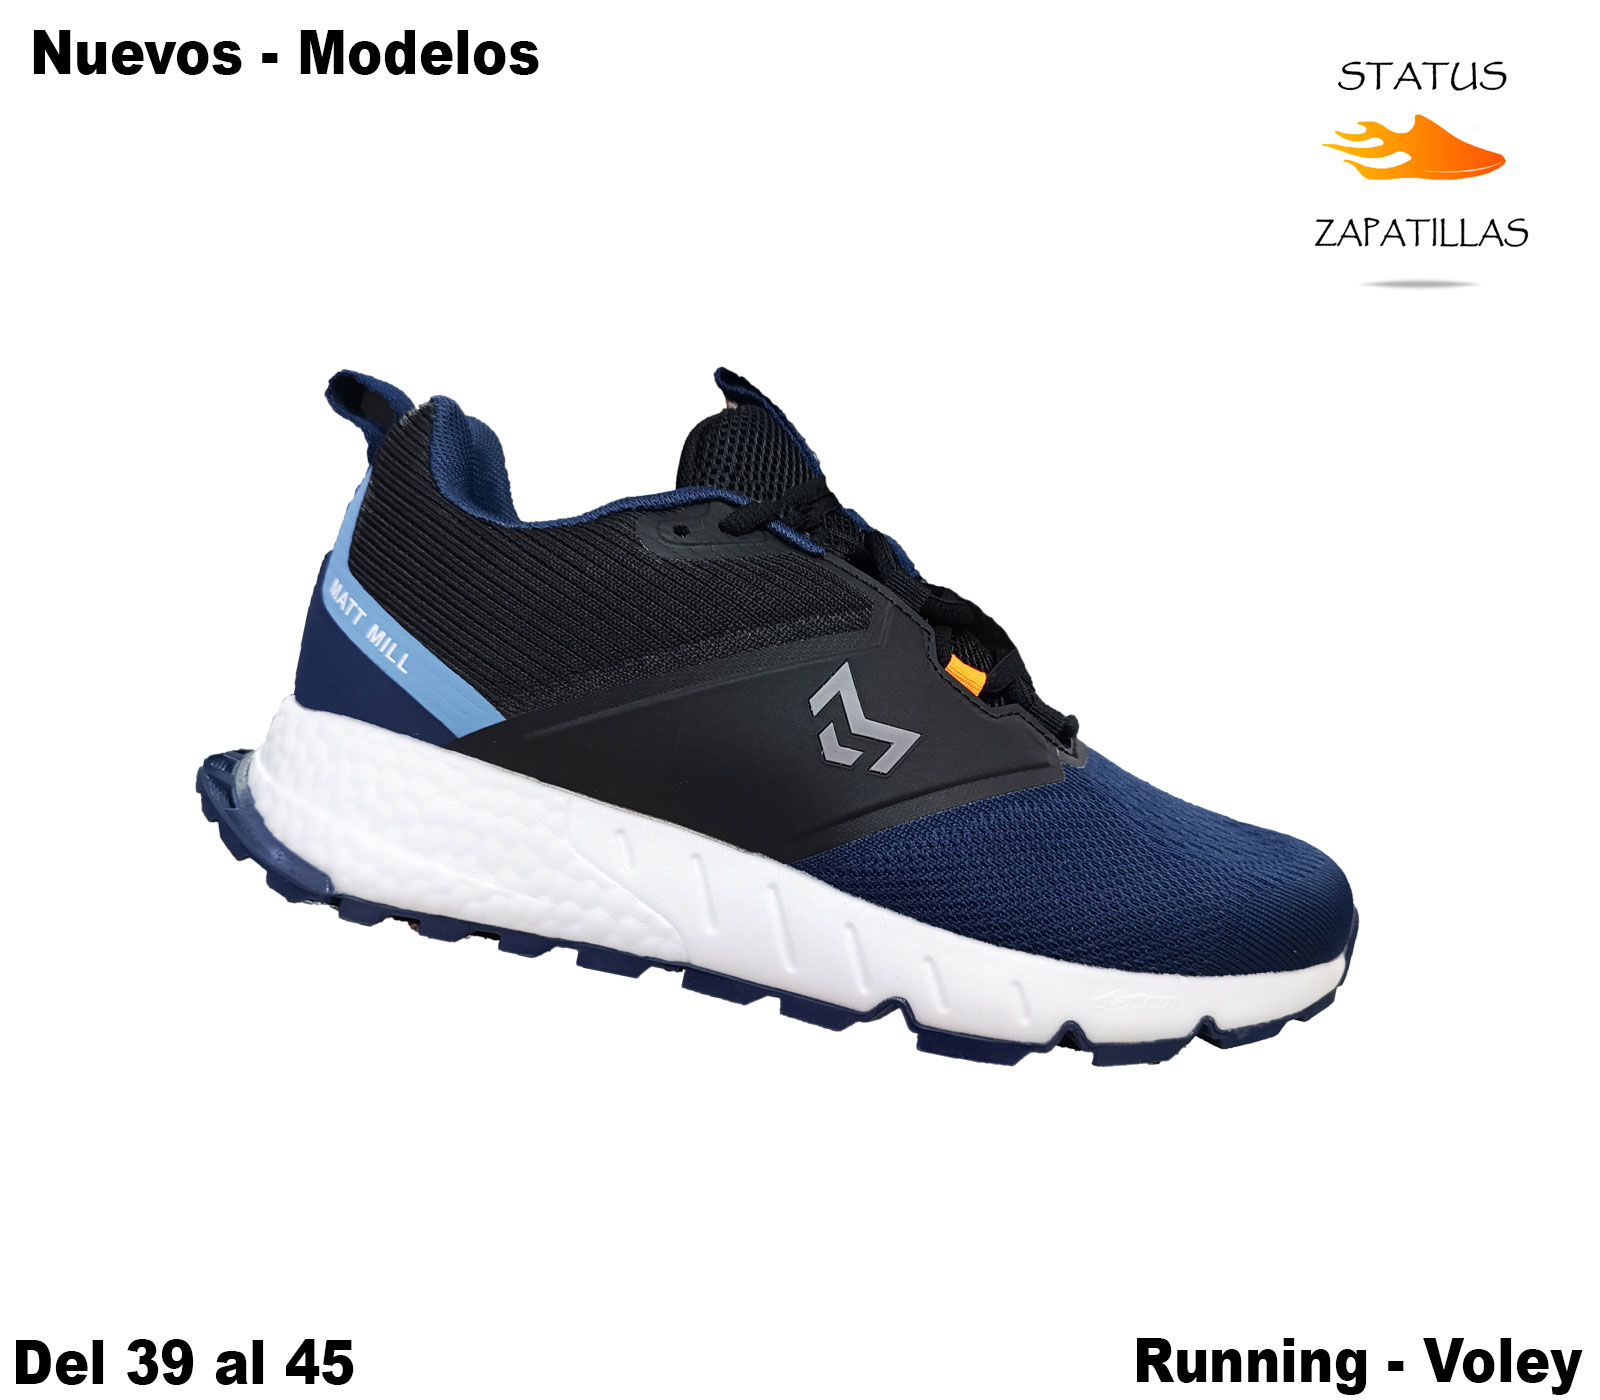 Nuevos - Modelos
STATUS
ZAPATILLAS
MATT MILL
Del 39 al 45
Running - Voley